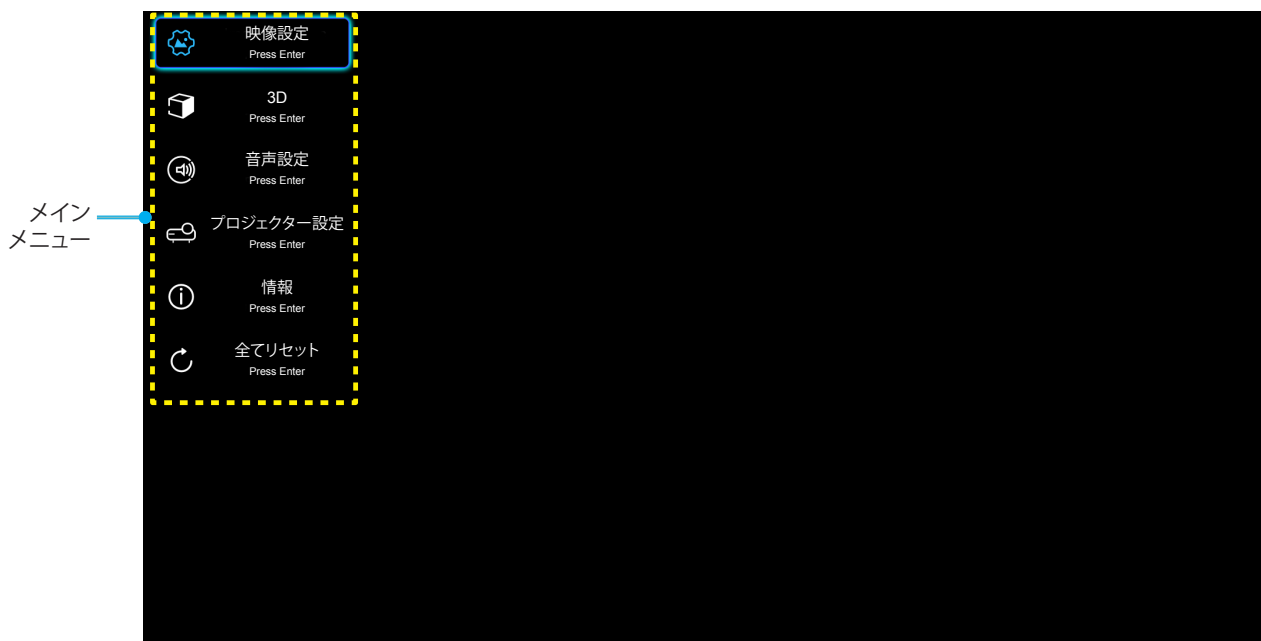 映像設定
Press Enter
3D
Press Enter
音声設定
Press Enter
メイン
メニュー
プロジェクター設定
Press Enter
情報
Press Enter
全てリセット
Press Enter